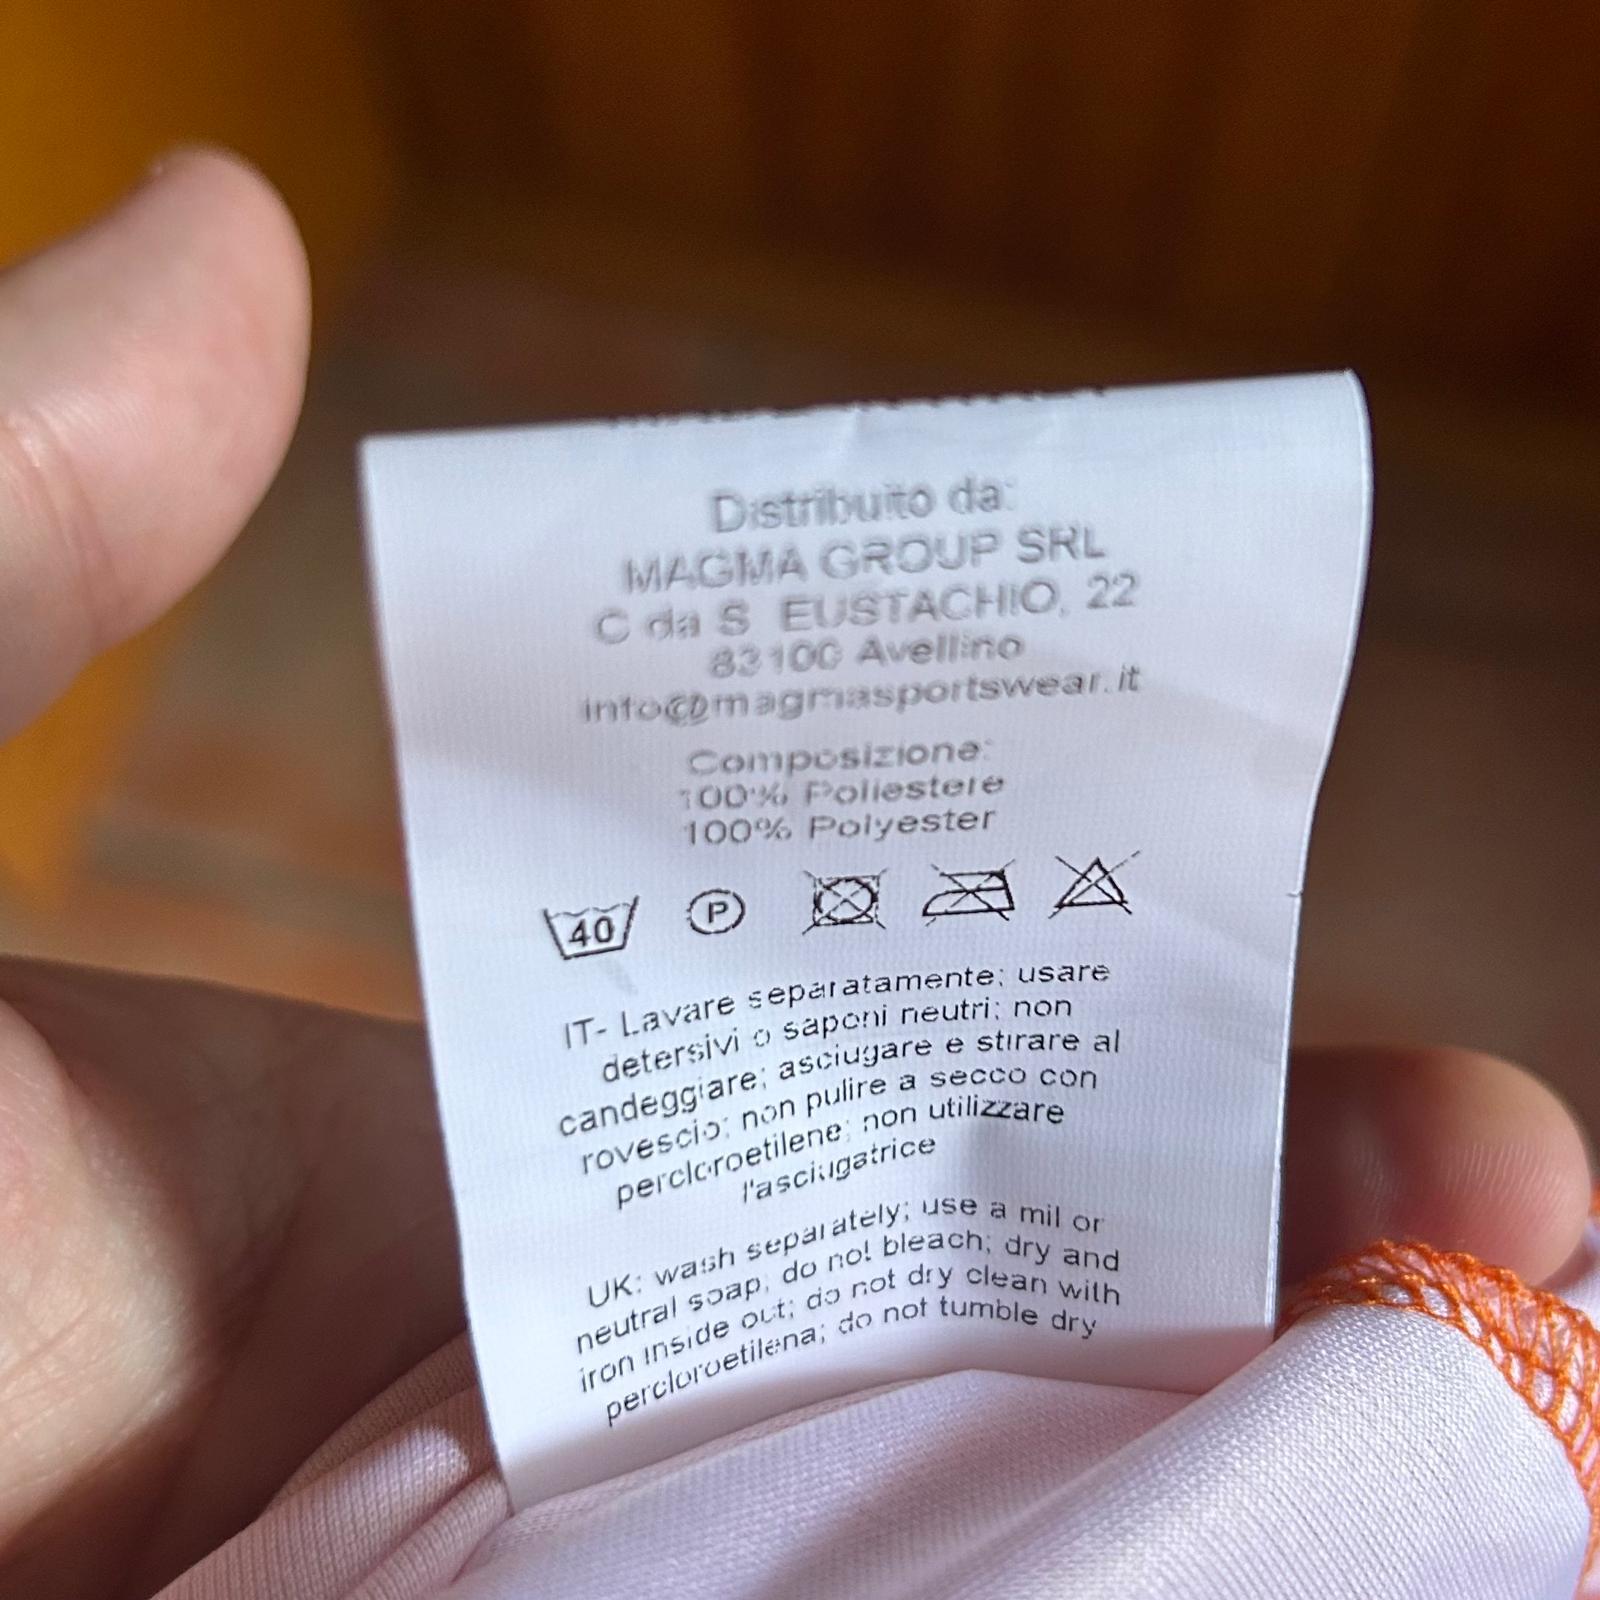 Distribuito da:
MAGMA GROUP SRL
C da S EUSTACHIO, 22
83100 Avellino
info@magmasportswear.it
Composizione:
100% Poliestere
100% Polyester
40 P
IT- Lavare separatamente; usare
detersivi o saponi neutri; non
candeggiare; asciugare e stirare al
rovescio; non pulire a secco con
percloroetilene; non utilizzare
l'asciugatrice
UK: wash separately; use a mil or
neutral soap; do not bleach; dry and
iron inside out; do not dry clean with
percloroetilena; do not tumble dry